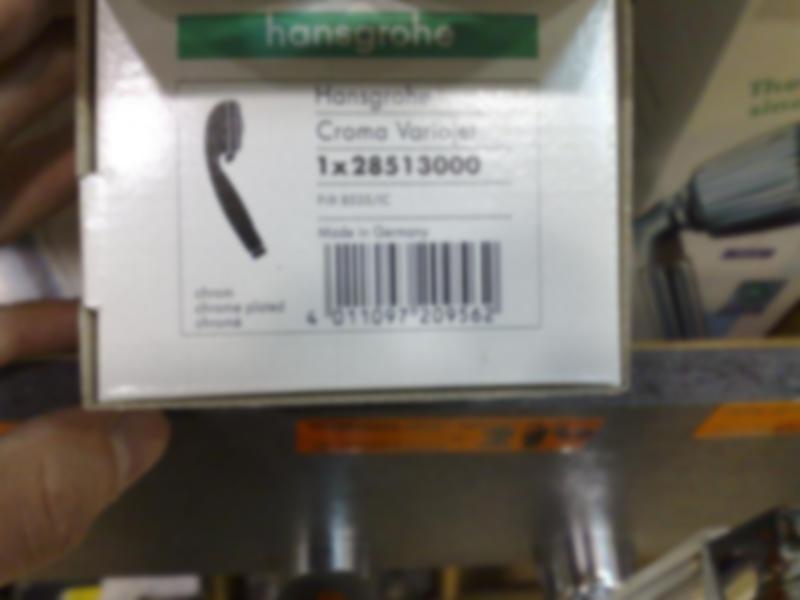 hansgrohe
Hansgrohe
Croma Variojet
1x28513000
Made in Germany
chrom
chrome plated
chromé
4 011097 209562